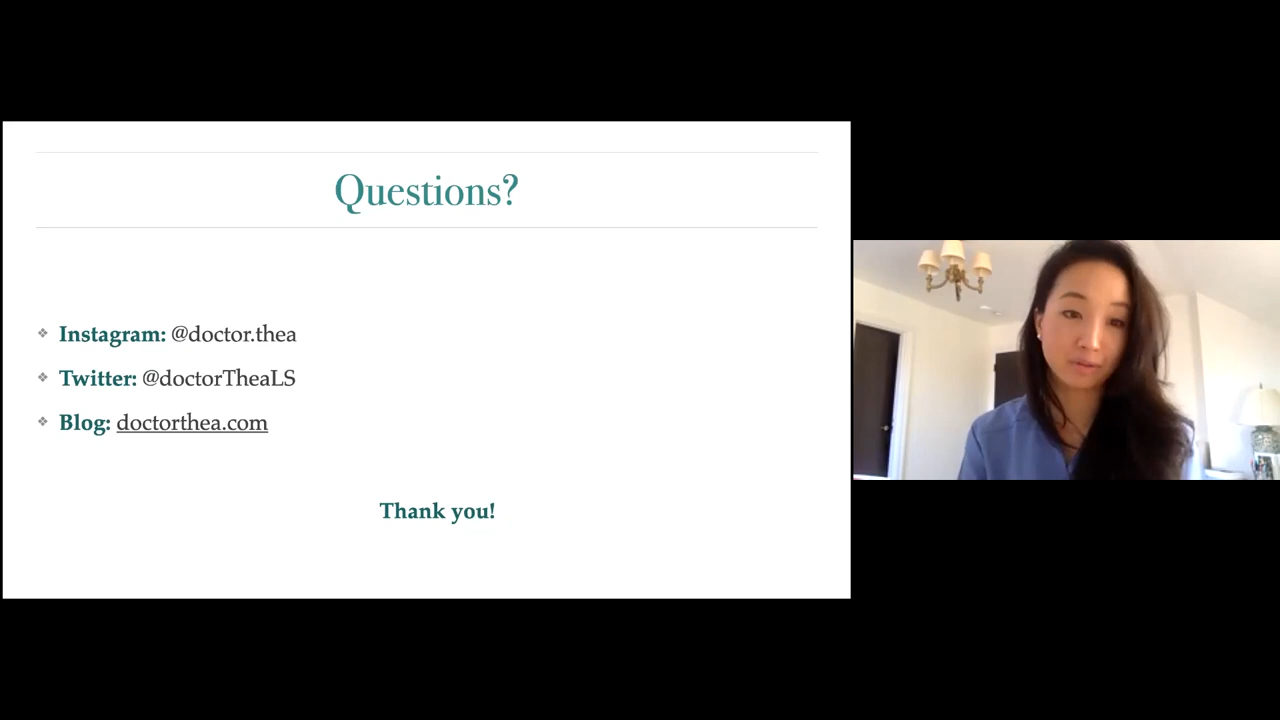 Questions?
Instagram: @doctor.thea
Twitter: @doctorTheaLS
Blog: doctorthea.com
Thank you!